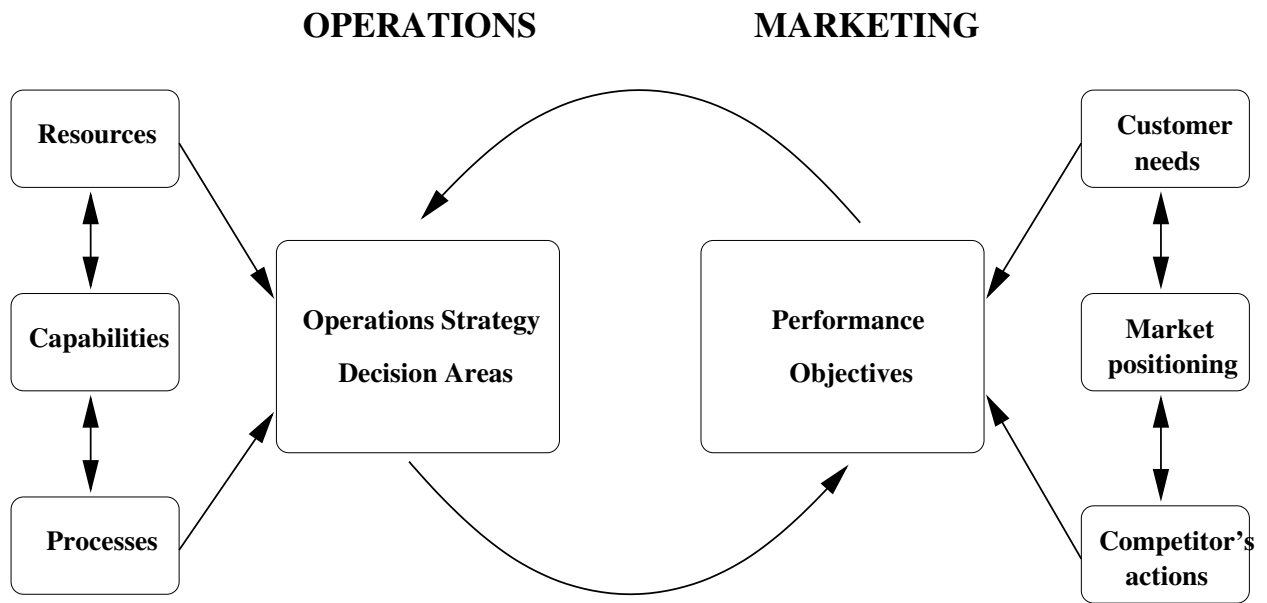 OPERATIONS
MARKETING
Resources
Capabilities
Processes
Operations Strategy
Decision Areas
Performance
Objectives
Customer
needs
Market
positioning
Competitor’s
actions